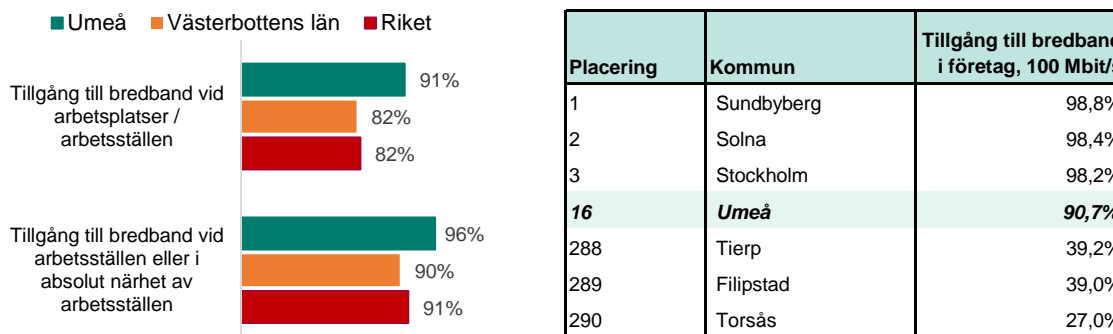 Umeå Västerbottens län Riket
Tillgång till bredband vid
arbetsplatser /
arbetsställen
91%
82%
82%
Tillgång till bredband vid
arbetsställen eller i
absolut närhet av
arbetsställen
96%
90%
91%
Placering Kommun Tillgång till bredband
i företag, 100 Mbit/s
1 Sundbyberg 98,8%
2 Solna 98,4%
3 Stockholm 98,2%
16 Umeå 90,7%
288 Tierp 39,2%
289 Filipstad 39,0%
290 Torsås 27,0%